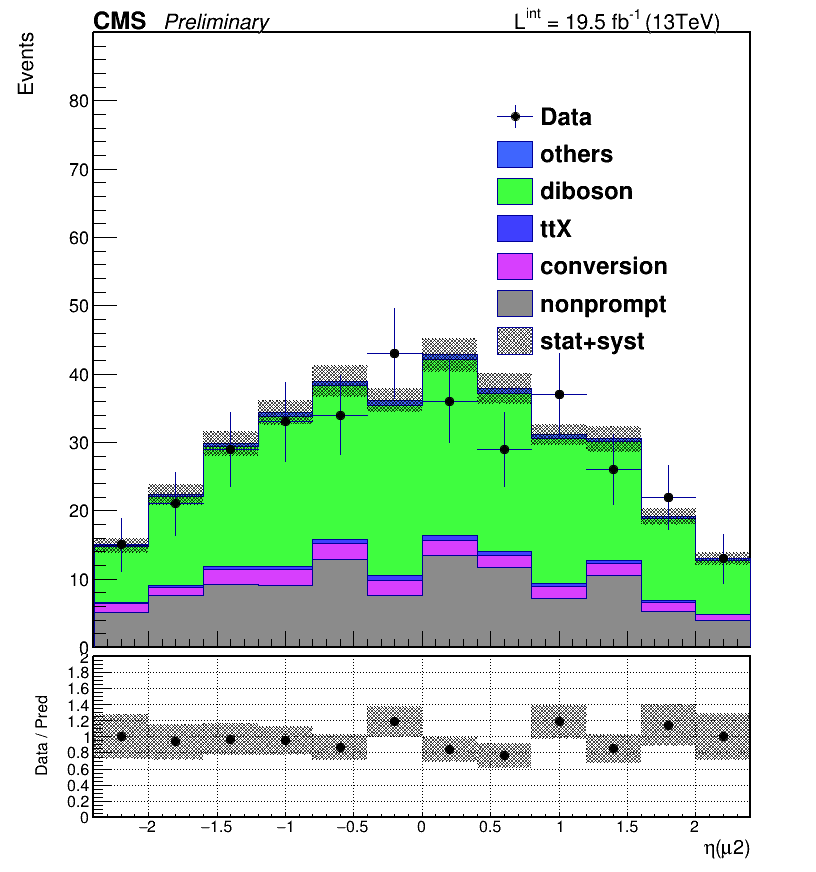 CMS Preliminary L^int = 19.5 fb^-1 (13TeV)
Events
80
70
60
50
40
30
20
10
0
Data
others
diboson
ttX
conversion
nonprompt
stat+syst
Data / Pred
2
1.8
1.6
1.4
1.2
1
0.8
0.6
0.4
0.2
0
−2 −1.5 −1 −0.5 0 0.5 1 1.5 2
η(μ2)